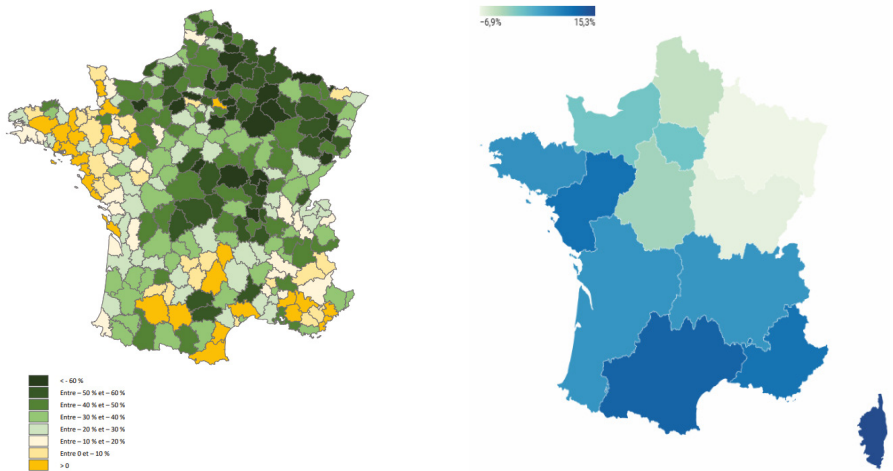 −6,9% 15,3%
< - 60 %
Entre – 50 % et – 60 %
Entre – 40 % et – 50 %
Entre – 30 % et – 40 %
Entre – 20 % et – 30 %
Entre – 10 % et – 20 %
Entre 0 et – 10 %
> 0